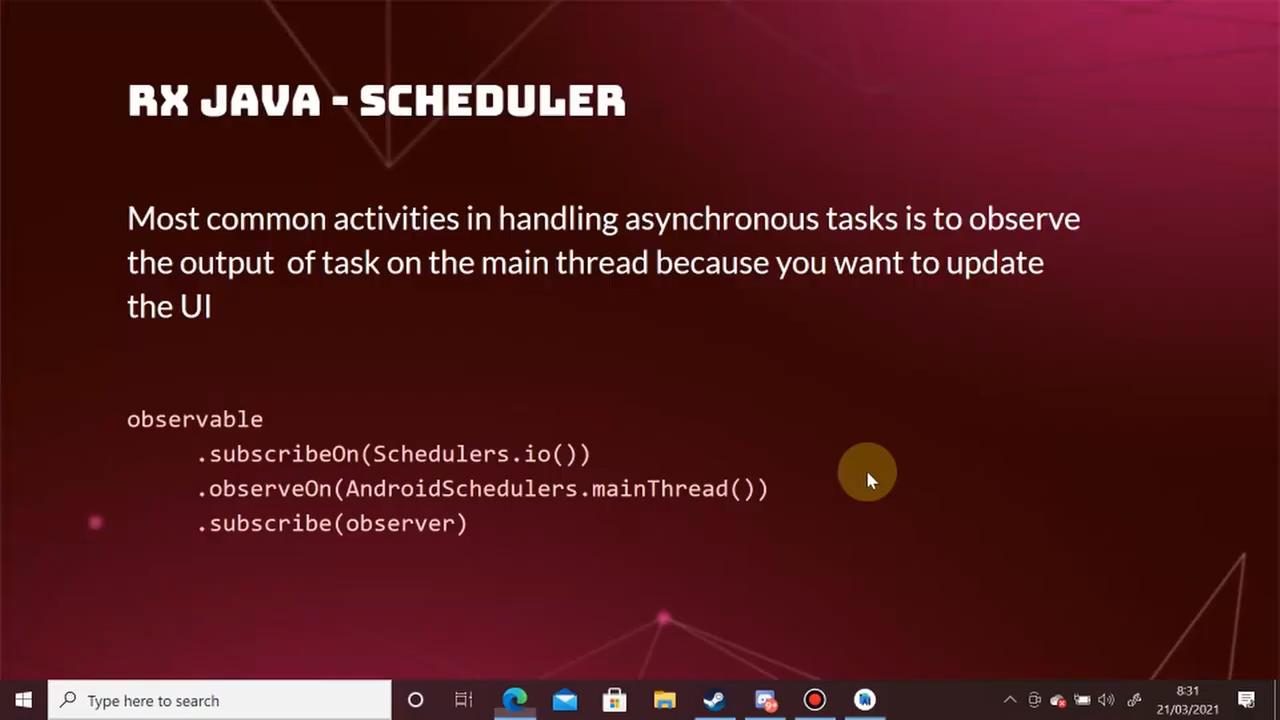 RX JAVA - SCHEDULER
Most common activities in handling asynchronous tasks is to observe
the output of task on the main thread because you want to update
the UI
observable
.subscribeOn(Schedulers.io())
.observeOn(AndroidSchedulers.mainThread())
.subscribe(observer)
Type here to search
8:31
21/03/2021